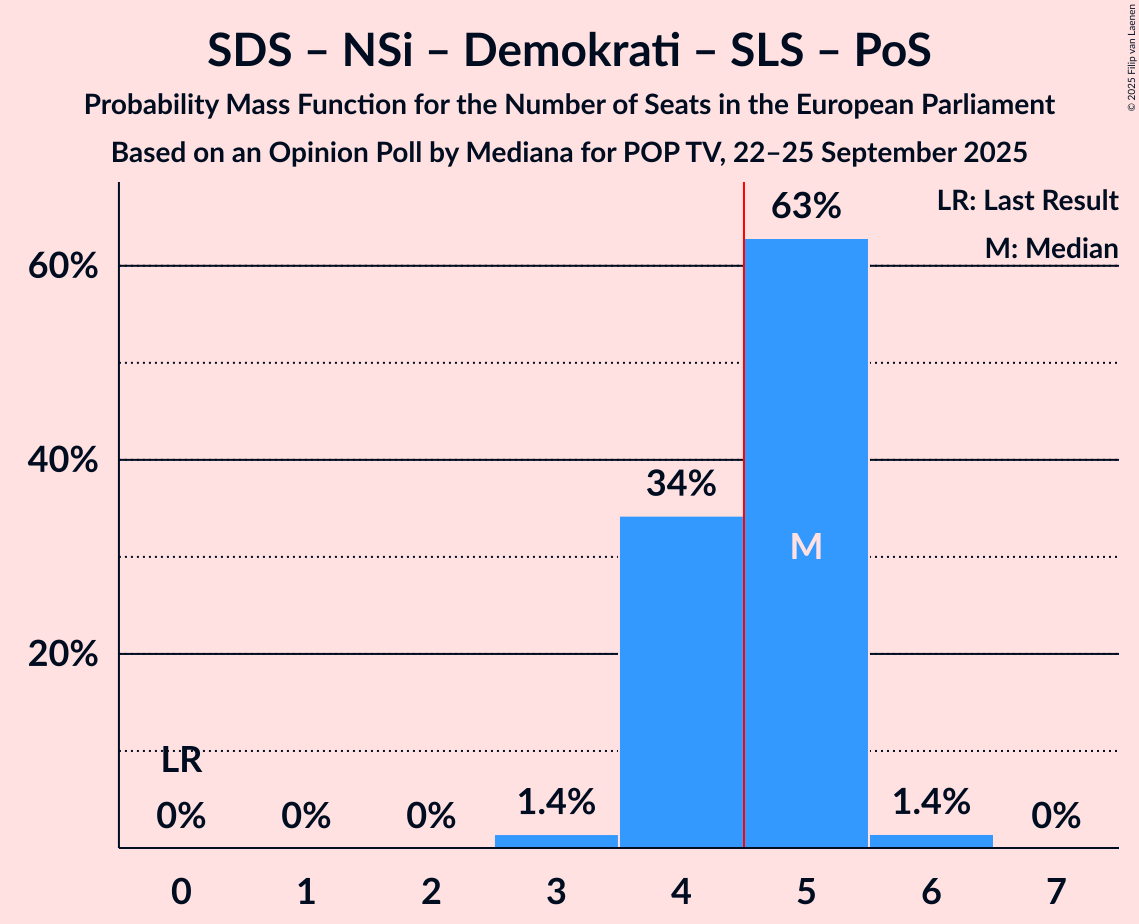 SDS – NSi – Demokrati – SLS – PoS
Probability Mass Function for the Number of Seats in the European Parliament
Based on an Opinion Poll by Mediana for POP TV, 22–25 September 2025
© 2025 Filip van Laenen
LR: Last Result
M: Median
60%
40%
20%
63%
34%
M
LR
0%
0%
0%
1.4%
1.4%
0%
0 1 2 3 4 5 6 7